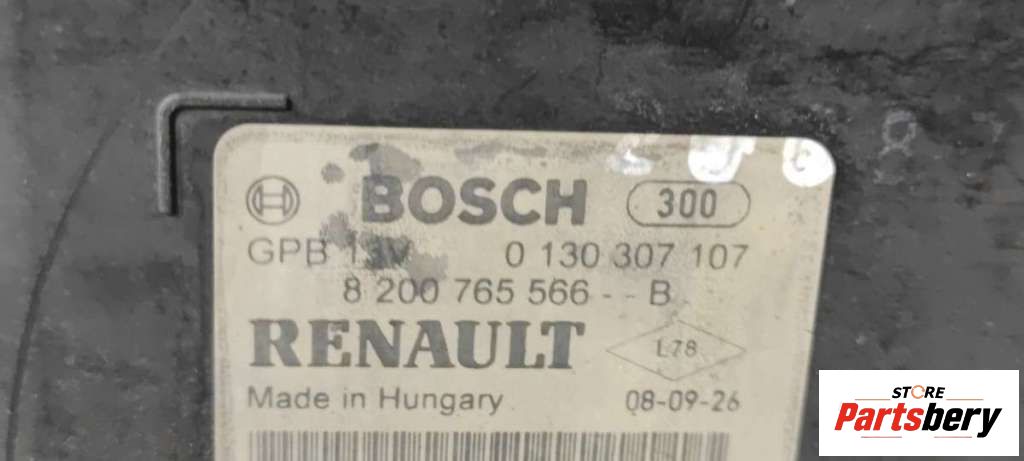 BOSCH 300
GPB 13V 0 130 307 107
8 200 765 566 - - B
RENAULT L78
Made in Hungary 08-09-26
STORE
Partsbery